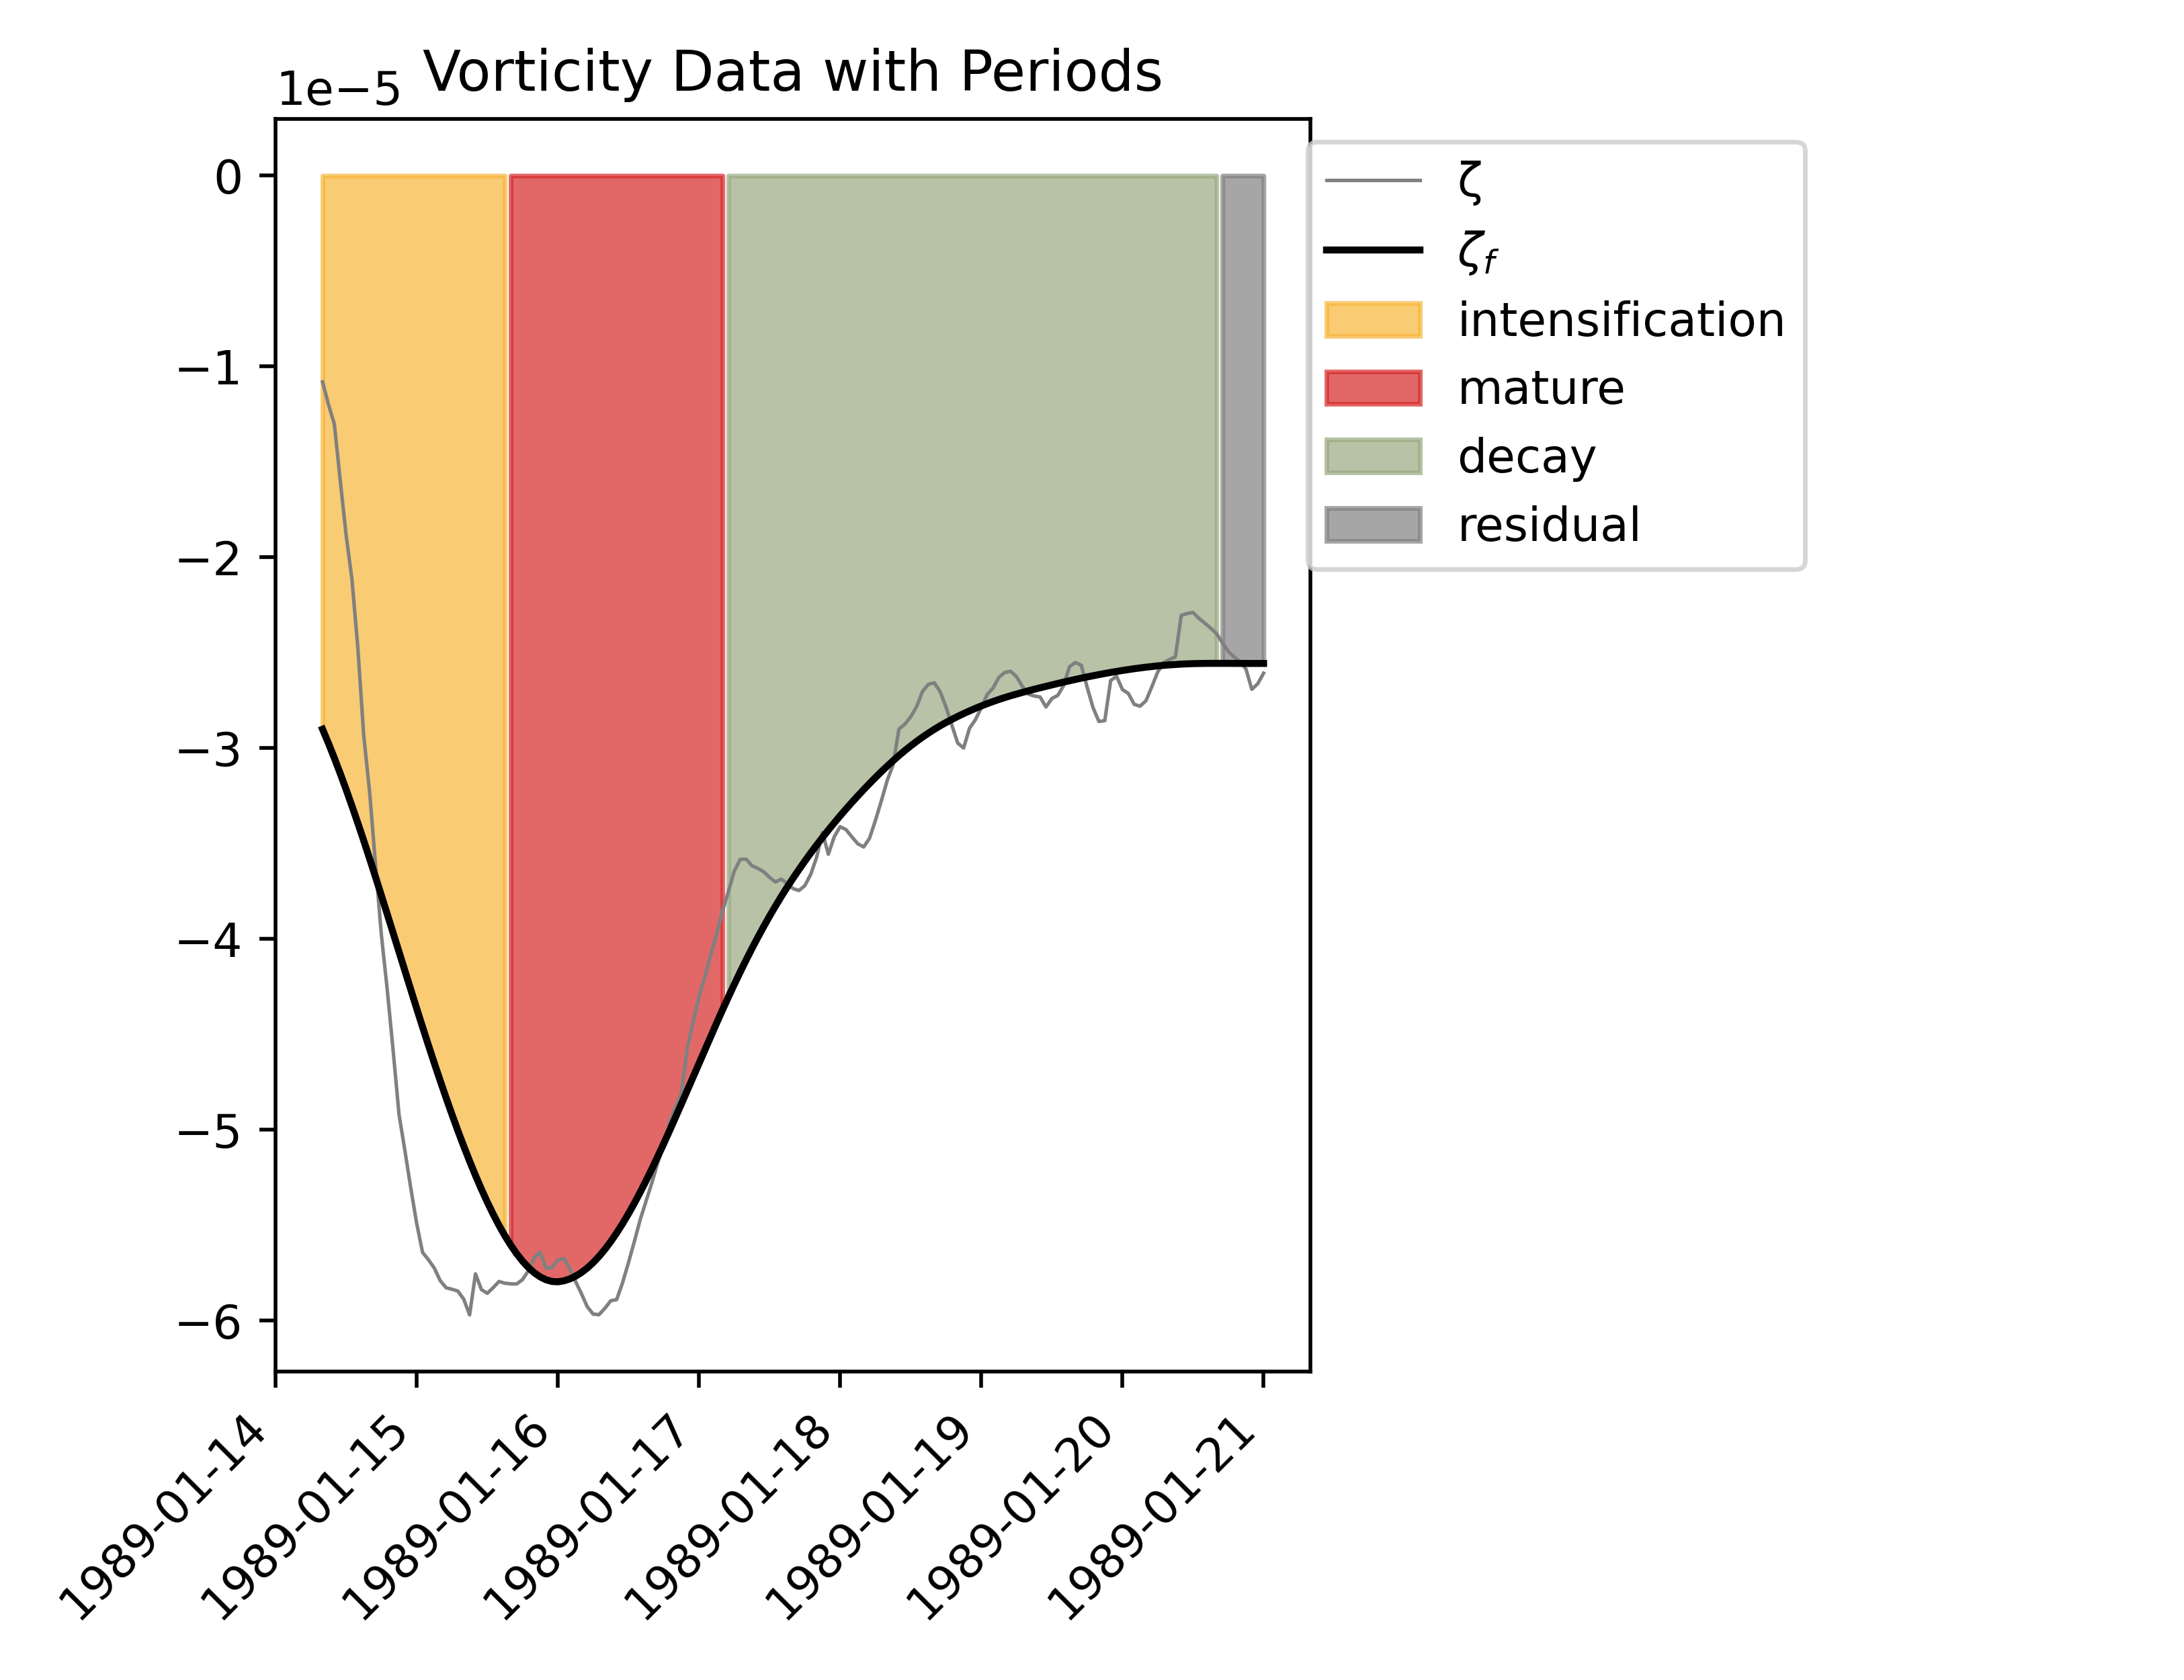 Vorticity Data with Periods
1e−5
0
−1
−2
−3
−4
−5
−6
1989-01-14
1989-01-15
1989-01-16
1989-01-17
1989-01-18
1989-01-19
1989-01-20
1989-01-21
ζ
ζf
intensification
mature
decay
residual